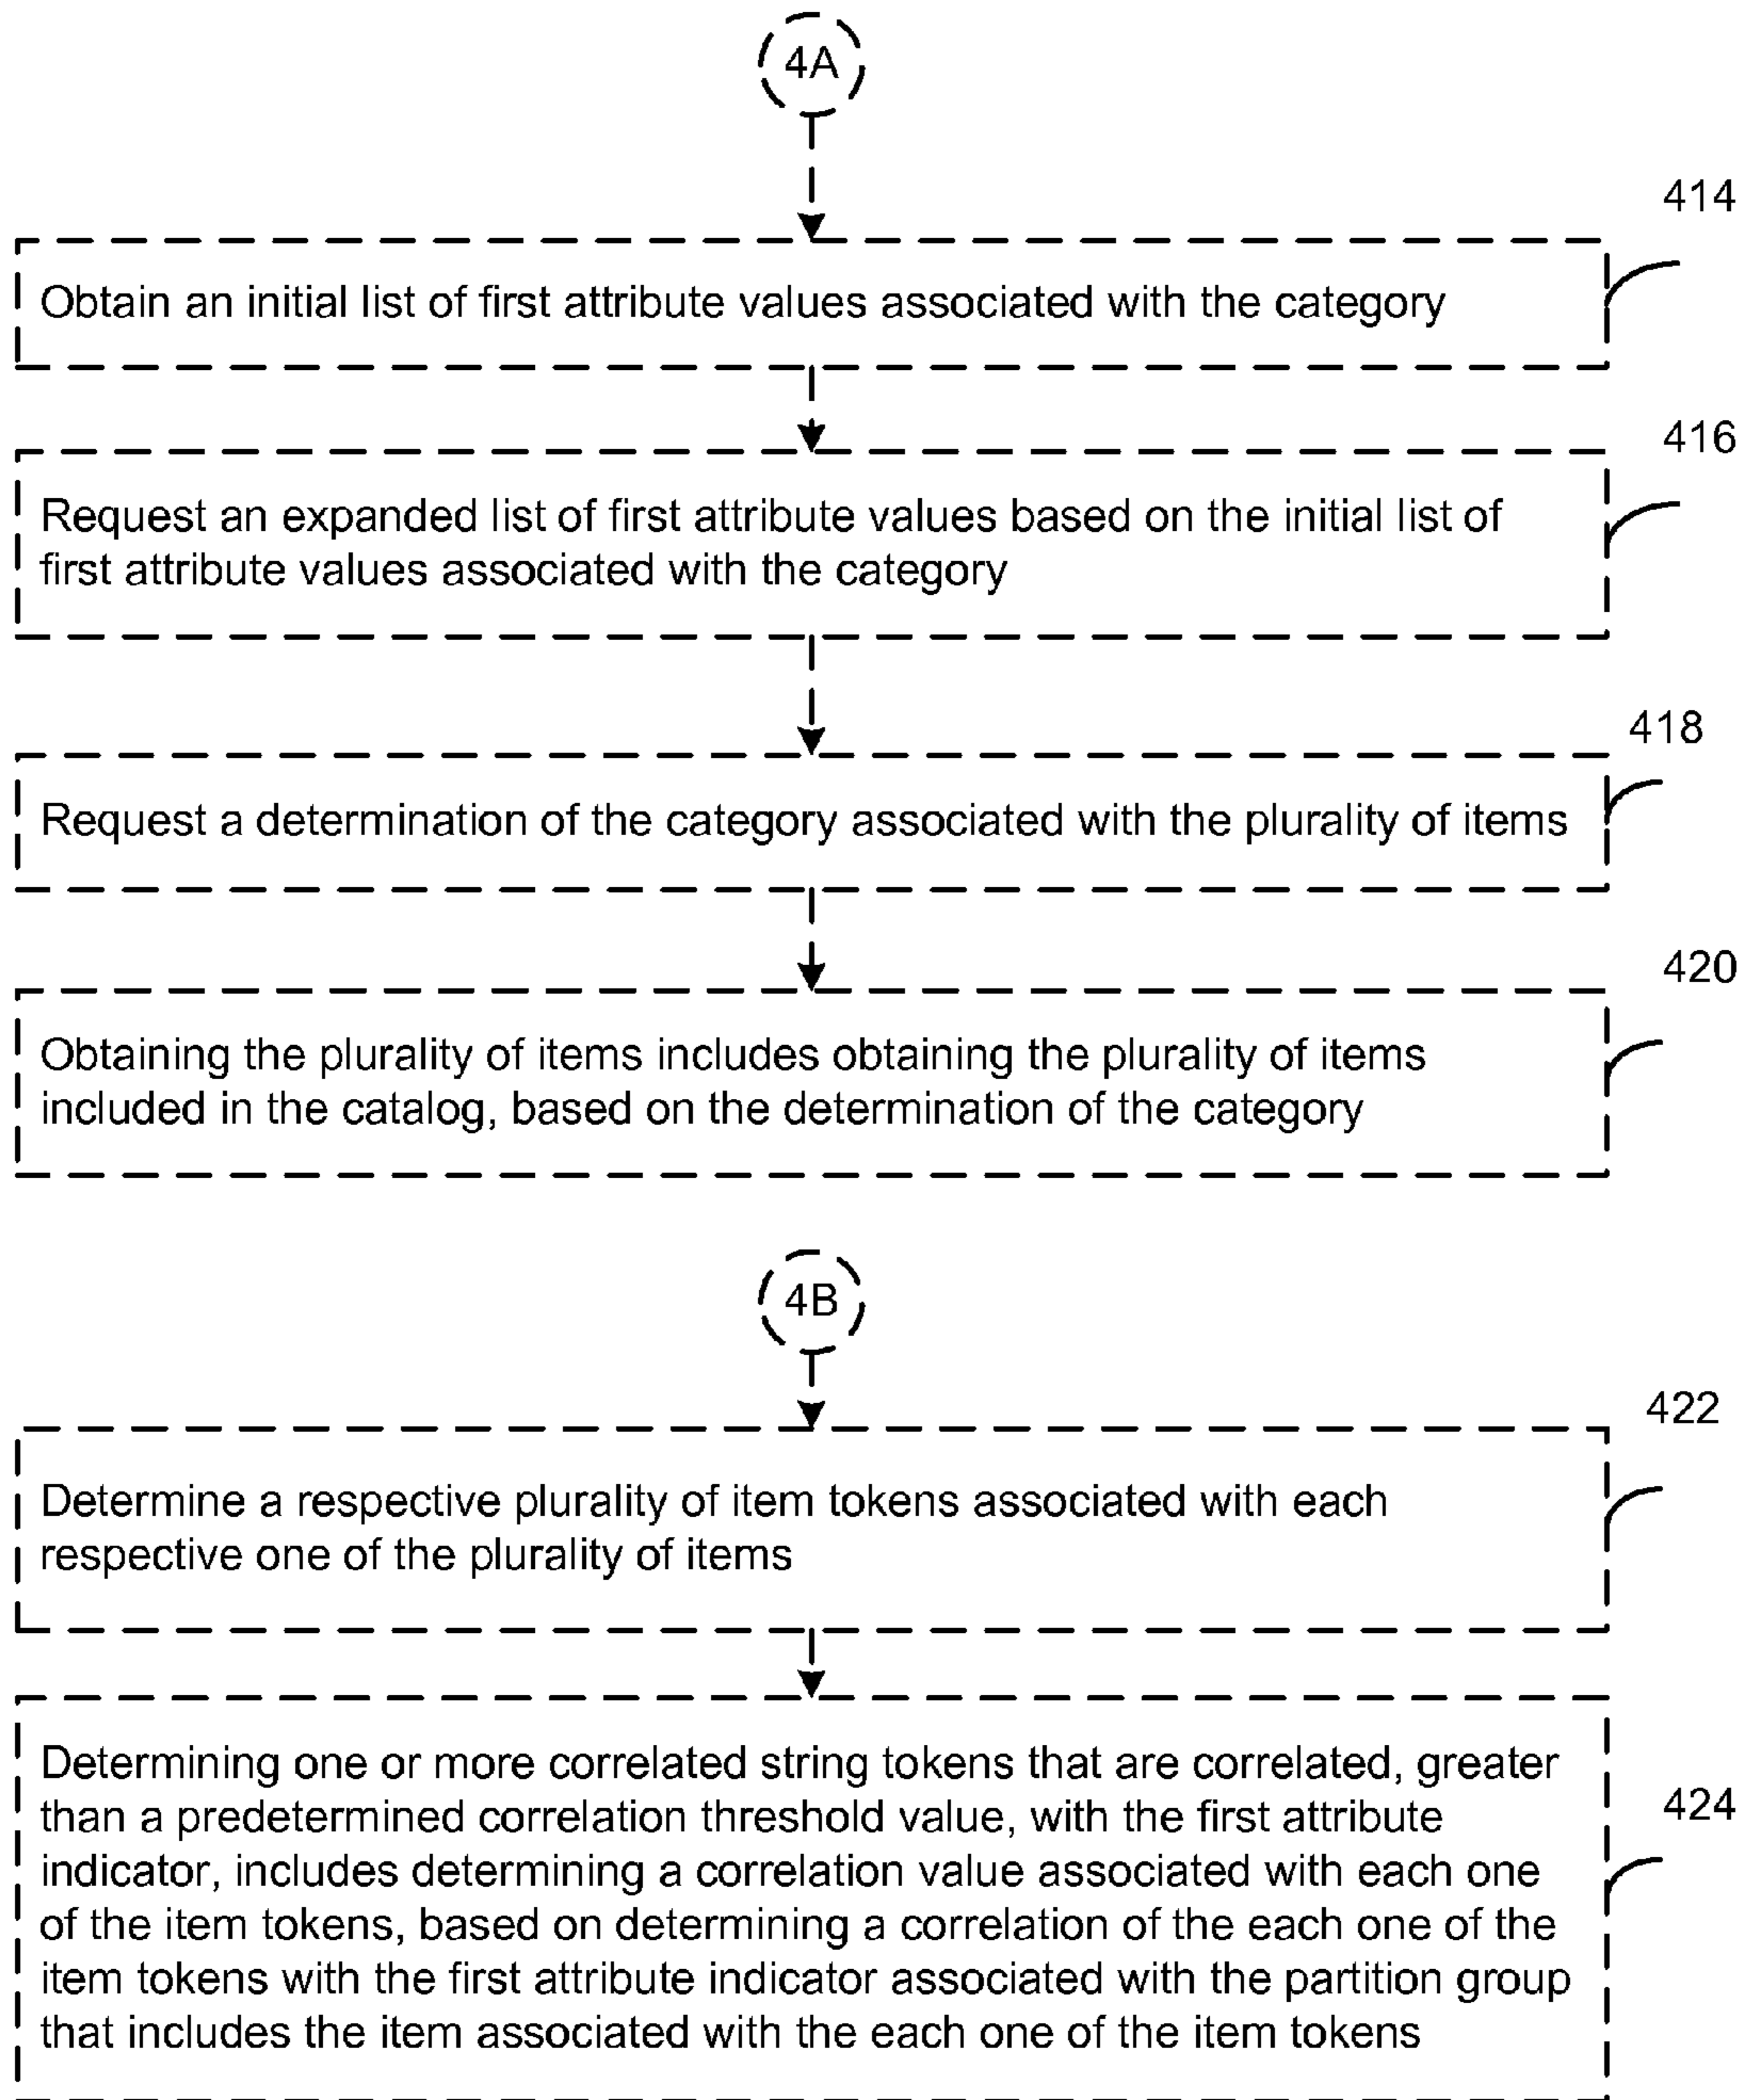 4A
414
Obtain an initial list of first attribute values associated with the category
416
Request an expanded list of first attribute values based on the initial list of
first attribute values associated with the category
418
Request a determination of the category associated with the plurality of items
420
Obtaining the plurality of items includes obtaining the plurality of items
included in the catalog, based on the determination of the category
4B
422
Determine a respective plurality of item tokens associated with each
respective one of the plurality of items
424
Determining one or more correlated string tokens that are correlated, greater
than a predetermined correlation threshold value, with the first attribute
indicator, includes determining a correlation value associated with each one
of the item tokens, based on determining a correlation of the each one of the
item tokens with the first attribute indicator associated with the partition group
that includes the item associated with the each one of the item tokens